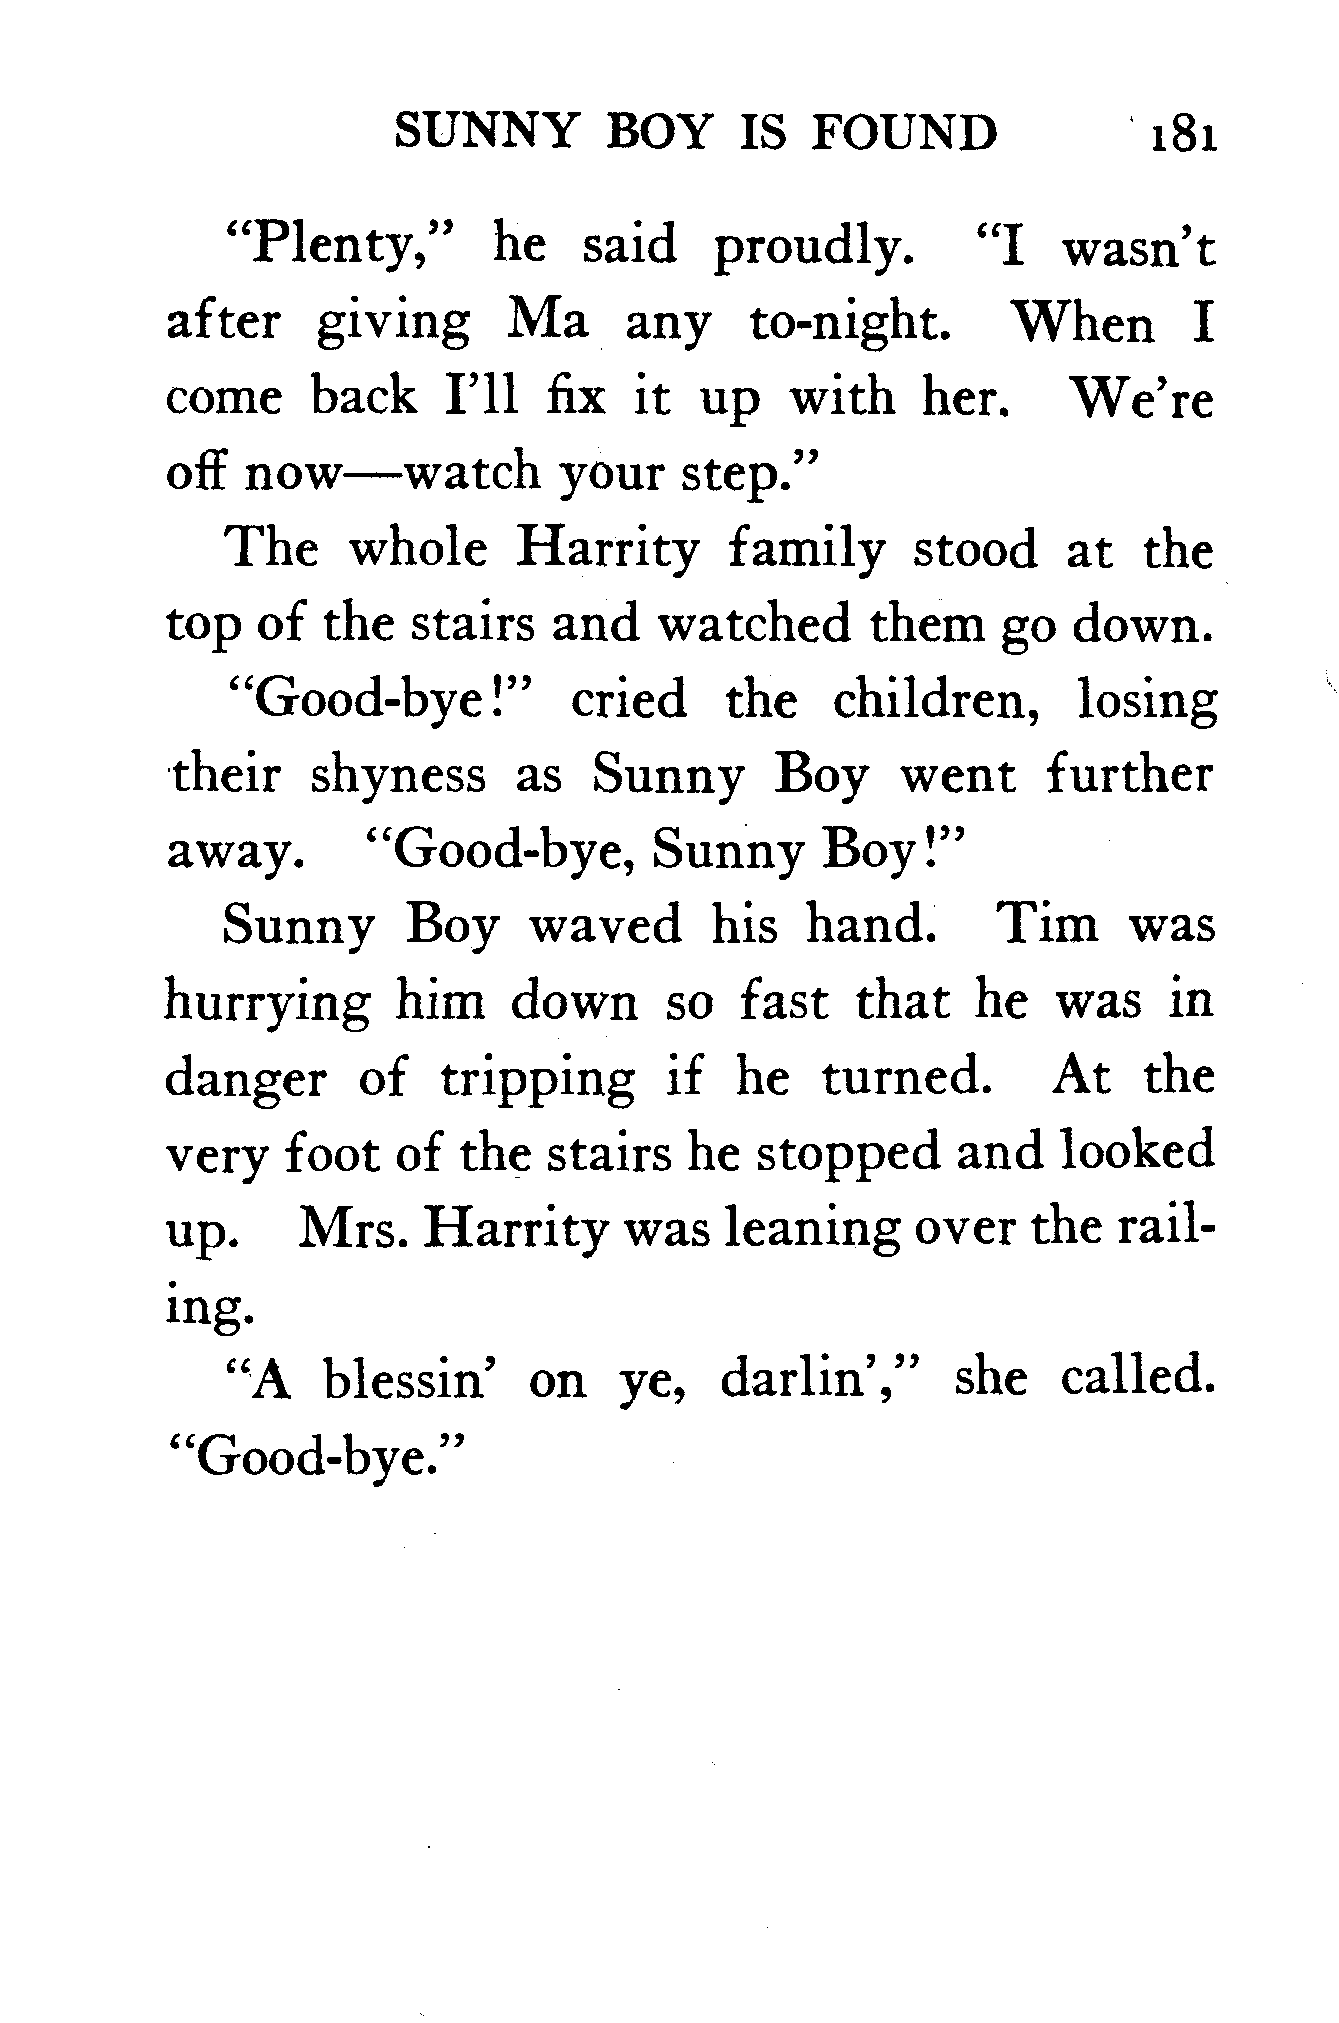 SUNNY BOY IS FOUND 181
“Plenty,” he said proudly. “I wasn’t
after giving Ma any to-night. When I
come back I’ll fix it up with her. We’re
off now—watch your step.”
The whole Harrity family stood at the
top of the stairs and watched them go down.
“Good-bye!” cried the children, losing
their shyness as Sunny Boy went further
away. “Good-bye, Sunny Boy!”
Sunny Boy waved his hand. Tim was
hurrying him down so fast that he was in
danger of tripping if he turned. At the
very foot of the stairs he stopped and looked
up. Mrs. Harrity was leaning over the rail-
ing.
“A blessin’ on ye, darlin’,” she called.
“Good-bye.”